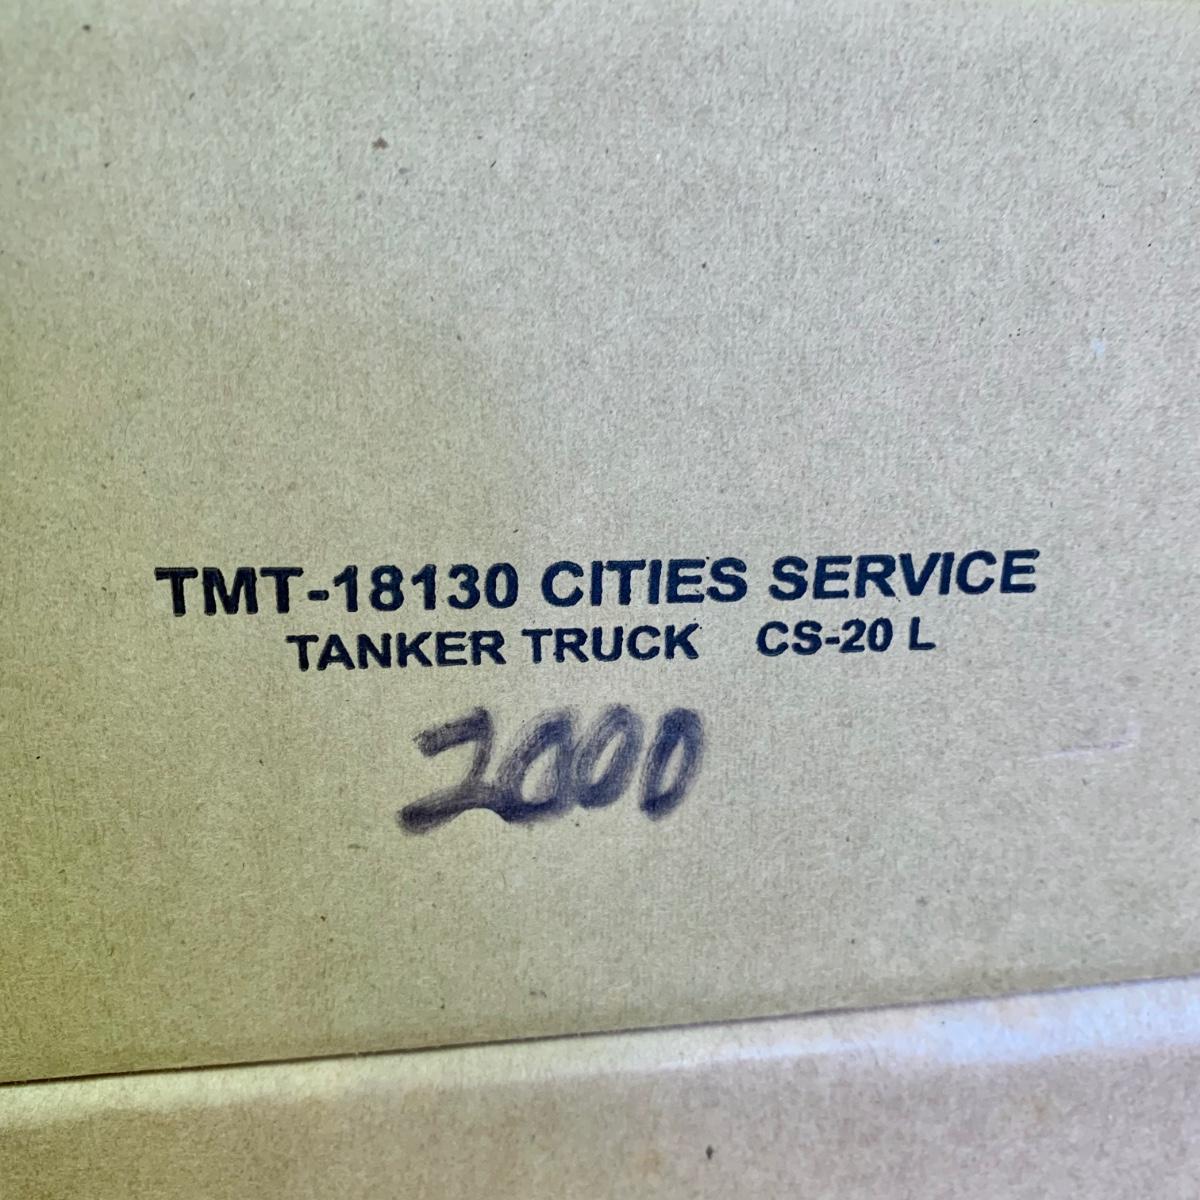 TMT-18130 CITIES SERVICE
TANKER TRUCK CS-20 L
2000